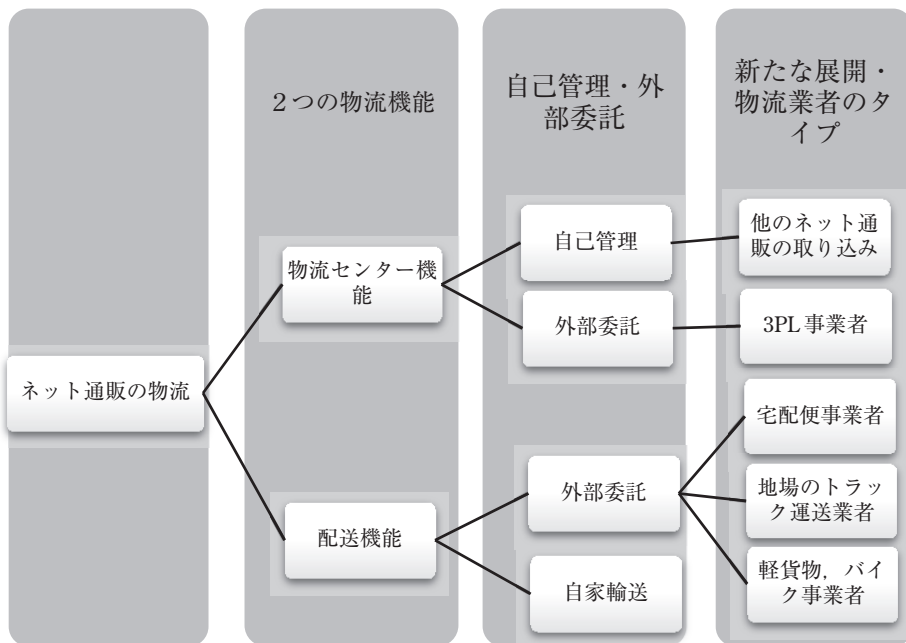 ２つの物流機能
自己管理・外
部委託
新たな展開・
物流業者のタ
イプ
ネット通販の物流
物流センター機
能
配送機能
自己管理
外部委託
外部委託
自家輸送
他のネット通
販の取り込み
3PL事業者
宅配便事業者
地場のトラッ
ク運送業者
軽貨物，バイ
ク事業者